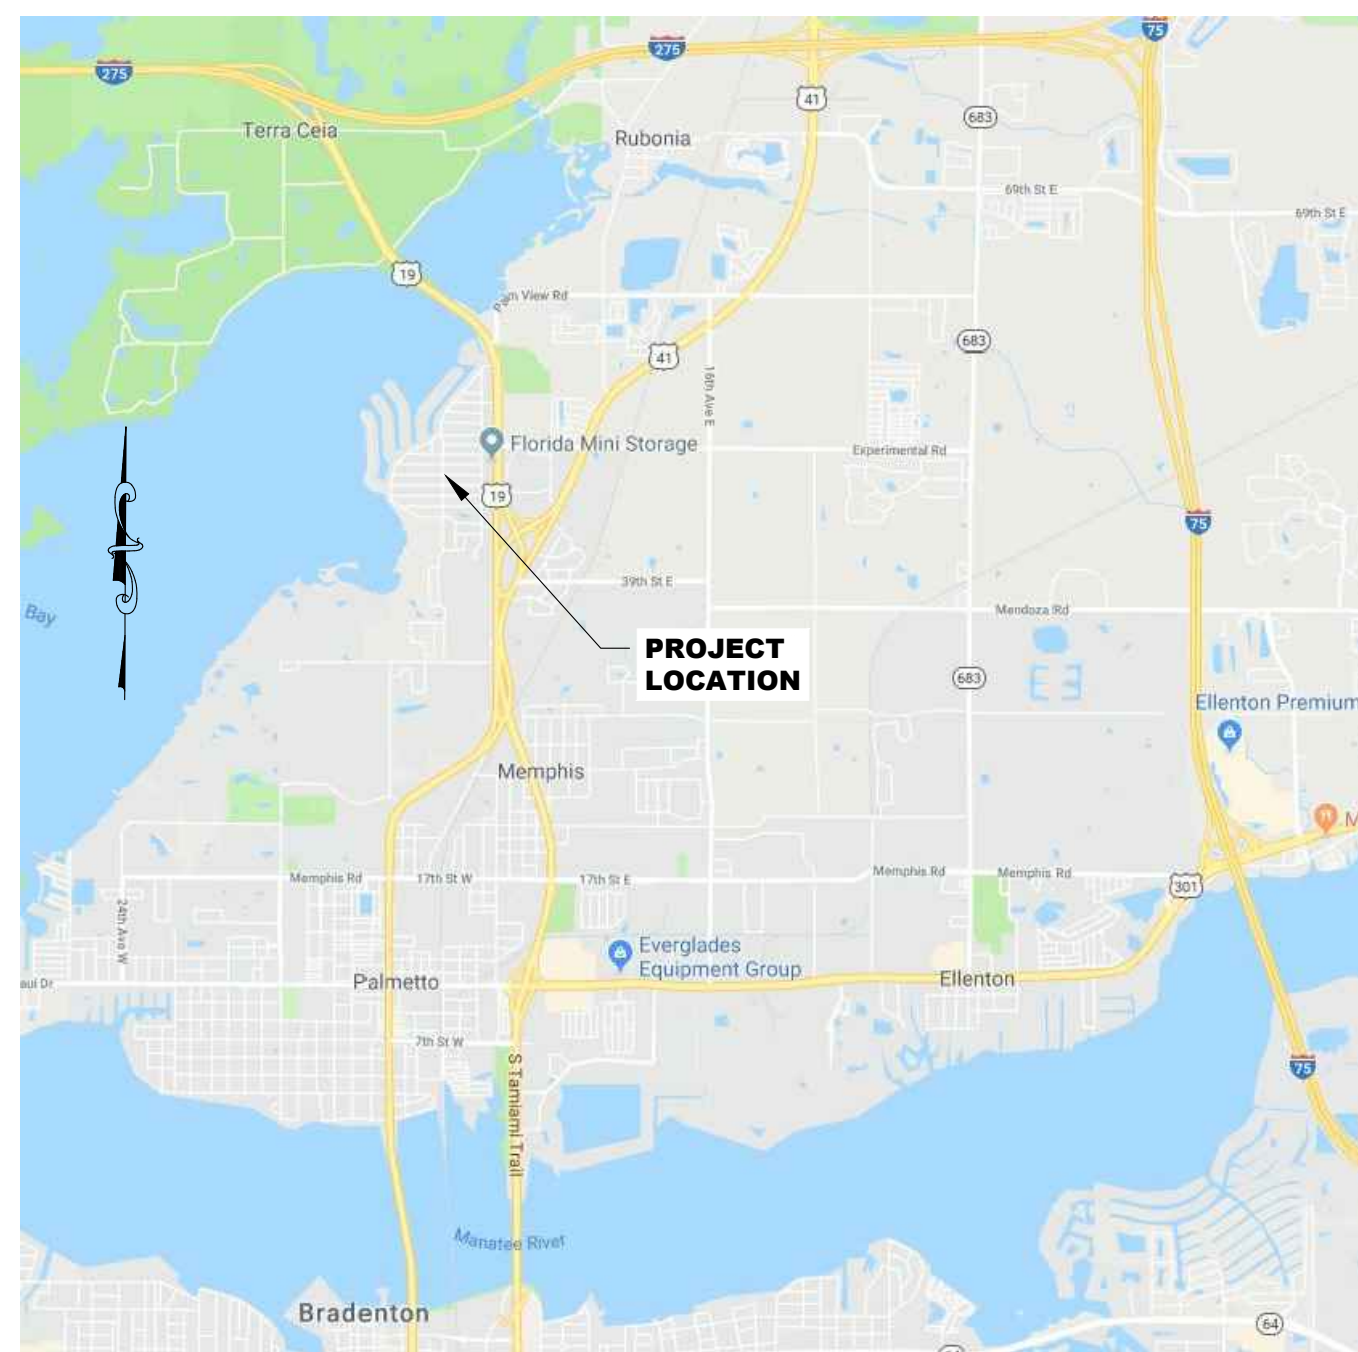 75
275
275
41
683
Terra Ceia
Rubonia
69th St E
69th St E
19
Palm View Rd
683
41
16th Ave E
Florida Mini Storage
Experimental Rd
19
75
39th St E
Bay
Mendoza Rd
PROJECT
LOCATION
683
Ellenton Premium
Memphis
M
Memphis Rd
17th St W
17th St E
Memphis Rd
Memphis Rd
301
24th Ave W
Everglades
Equipment Group
Palmetto
Ellenton
aui Dr
7th St W
S Tamiami Trail
75
Manatee River
Bradenton
64